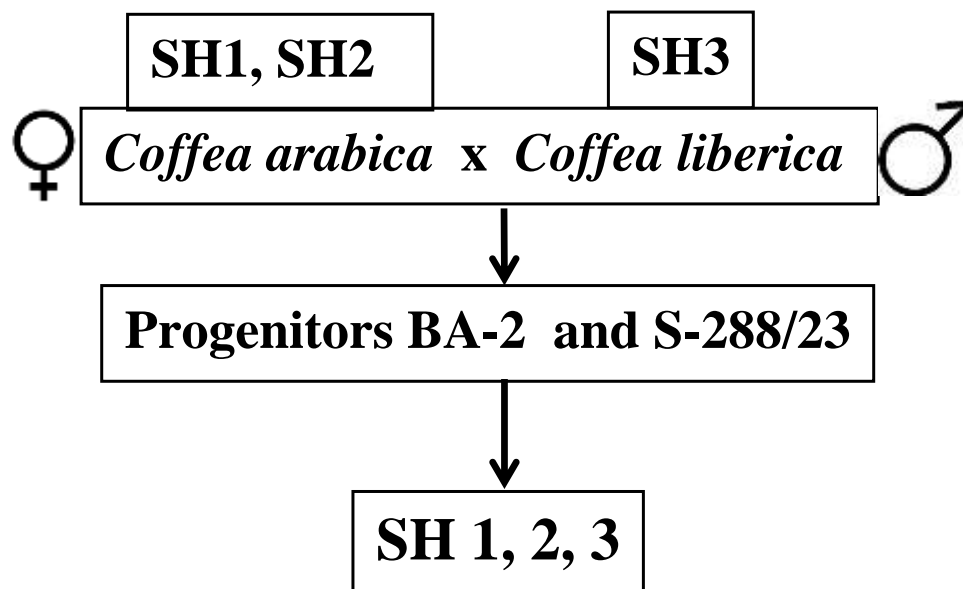 SH1, SH2 SH3
Coffea arabica x Coffea liberica
Progenitors BA-2 and S-288/23
SH 1, 2, 3